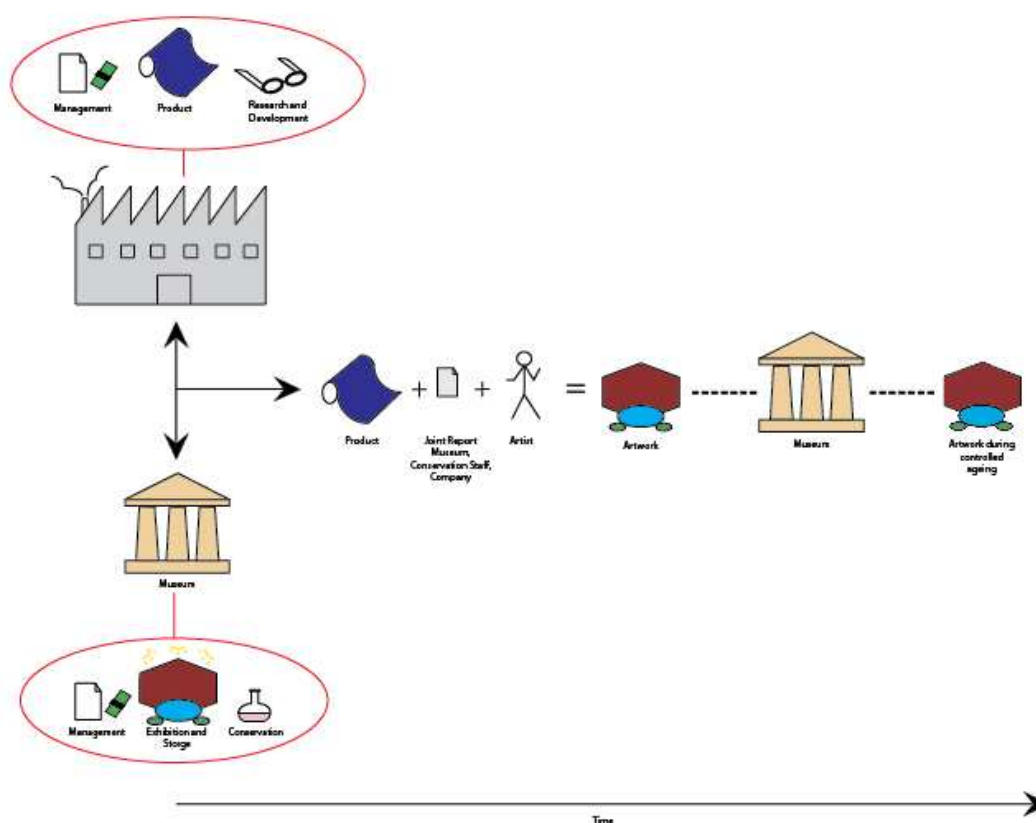 Management
Product
Research and
Development
Product
Joint Report
Museum,
Conservation Staff,
Company
Artist
Artwork
Museum
Artwork during
controlled
ageing
Museum
Management
Exhibition and
Storge
Conservation
Time